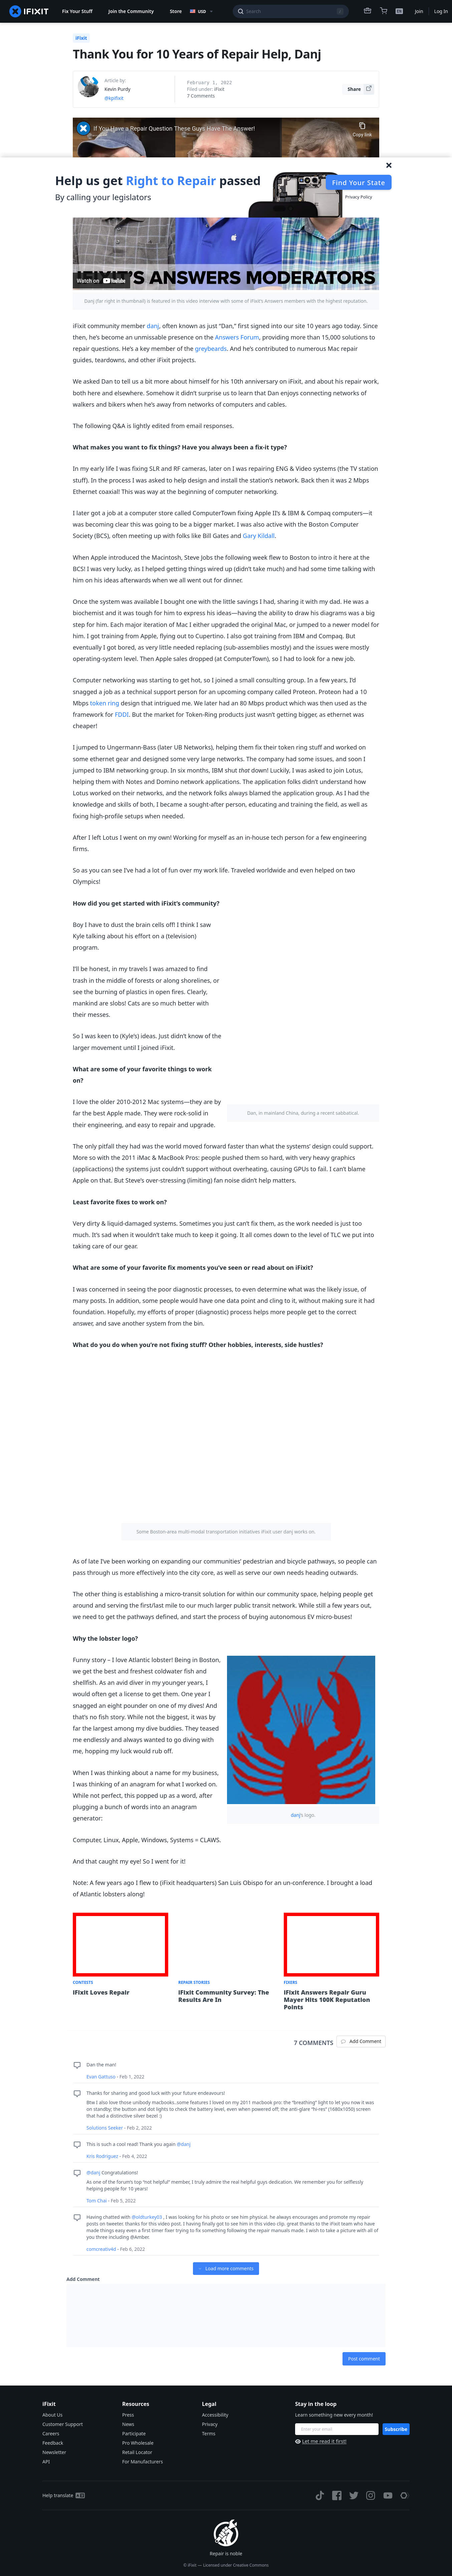 IFIXIT
Fix Your Stuff
Join the Community
Store
USD
Search
/
Join
Log In
iFixit
Thank You for 10 Years of Repair Help, Danj
Article by:
Kevin Purdy
@kpifixit
February 1, 2022
Filed under: iFixit
7 Comments
Share
If You Have a Repair Question These Guys Have The Answer!
Copy link
Help us get Right to Repair passed
By calling your legislators
Find Your State
Privacy Policy
Watch on YouTube
IFIXIT'S ANSWERS MODERATORS
Danj (far right in thumbnail) is featured in this video interview with some of iFixit's Answers members with the highest reputation.
iFixit community member danj, often known as just “Dan,” first signed into our site 10 years ago today. Since
then, he’s become an unmissable presence on the Answers Forum, providing more than 15,000 solutions to
repair questions. He’s a key member of the greybeards. And he’s contributed to numerous Mac repair
guides, teardowns, and other iFixit projects.
We asked Dan to tell us a bit more about himself for his 10th anniversary on iFixit, and about his repair work,
both here and elsewhere. Somehow it didn’t surprise us to learn that Dan enjoys connecting networks of
walkers and bikers when he’s away from networks of computers and cables.
The following Q&A is lightly edited from email responses.
What makes you want to fix things? Have you always been a fix-it type?
In my early life I was fixing SLR and RF cameras, later on I was repairing ENG & Video systems (the TV station
stuff). In the process I was asked to help design and install the station’s network. Back then it was 2 Mbps
Ethernet coaxial! This was way at the beginning of computer networking.
I later got a job at a computer store called ComputerTown fixing Apple II’s & IBM & Compaq computers—it
was becoming clear this was going to be a bigger market. I was also active with the Boston Computer
Society (BCS), often meeting up with folks like Bill Gates and Gary Kildall.
When Apple introduced the Macintosh, Steve Jobs the following week flew to Boston to intro it here at the
BCS! I was very lucky, as I helped getting things wired up (didn’t take much) and had some time talking with
him on his ideas afterwards when we all went out for dinner.
Once the system was available I bought one with the little savings I had, sharing it with my dad. He was a
biochemist and it was tough for him to express his ideas—having the ability to draw his diagrams was a big
step for him. Each major iteration of Mac I either upgraded the original Mac, or jumped to a newer model for
him. I got training from Apple, flying out to Cupertino. I also got training from IBM and Compaq. But
eventually I got bored, as very little needed replacing (sub-assemblies mostly) and the issues were mostly
operating-system level. Then Apple sales dropped (at ComputerTown), so I had to look for a new job.
Computer networking was starting to get hot, so I joined a small consulting group. In a few years, I’d
snagged a job as a technical support person for an upcoming company called Proteon. Proteon had a 10
Mbps token ring design that intrigued me. We later had an 80 Mbps product which was then used as the
framework for FDDI. But the market for Token-Ring products just wasn’t getting bigger, as ethernet was
cheaper!
I jumped to Ungermann-Bass (later UB Networks), helping them fix their token ring stuff and worked on
some ethernet gear and designed some very large networks. The company had some issues, and soon I
jumped to IBM networking group. In six months, IBM shut that down! Luckily, I was asked to join Lotus,
helping them with Notes and Domino network applications. The application folks didn’t understand how
Lotus worked on their networks, and the network folks always blamed the application group. As I had the
knowledge and skills of both, I became a sought-after person, educating and training the field, as well as
fixing high-profile setups when needed.
After I left Lotus I went on my own! Working for myself as an in-house tech person for a few engineering
firms.
So as you can see I’ve had a lot of fun over my work life. Traveled worldwide and even helped on two
Olympics!
How did you get started with iFixit’s community?
Boy I have to dust the brain cells off! I think I saw
Kyle talking about his effort on a (television)
program.
I’ll be honest, in my travels I was amazed to find
trash in the middle of forests or along shorelines, or
see the burning of plastics in open fires. Clearly,
mankind are slobs! Cats are so much better with
their messes.
So I was keen to (Kyle’s) ideas. Just didn’t know of the
larger movement until I joined iFixit.
What are some of your favorite things to work
on?
I love the older 2010-2012 Mac systems—they are by
far the best Apple made. They were rock-solid in
their engineering, and easy to repair and upgrade.
Dan, in mainland China, during a recent sabbatical.
The only pitfall they had was the world moved forward faster than what the systems’ design could support.
More so with the 2011 iMac & MacBook Pros: people pushed them so hard, with very heavy graphics
(applications) the systems just couldn’t support without overheating, causing GPUs to fail. I can’t blame
Apple on that. But Steve’s over-stressing (limiting) fan noise didn’t help matters.
Least favorite fixes to work on?
Very dirty & liquid-damaged systems. Sometimes you just can’t fix them, as the work needed is just too
much. It’s sad when it wouldn’t take much to keep it going. It all comes down to the level of TLC we put into
taking care of our gear.
What are some of your favorite fix moments you’ve seen or read about on iFixit?
I was concerned in seeing the poor diagnostic processes, to even determine what was the likely issue, in
many posts. In addition, some people would have one data point and cling to it, without making sure it had
foundation. Hopefully, my efforts of proper (diagnostic) process helps more people get to the correct
answer, and save another system from the bin.
What do you do when you’re not fixing stuff? Other hobbies, interests, side hustles?
Some Boston-area multi-modal transportation initiatives iFixit user danj works on.
As of late I’ve been working on expanding our communities’ pedestrian and bicycle pathways, so people can
pass through us more effectively into the city core, as well as serve our own needs heading outwards.
The other thing is establishing a micro-transit solution for within our community space, helping people get
around and serving the first/last mile to our much larger public transit network. While still a few years out,
we need to get the pathways defined, and start the process of buying autonomous EV micro-buses!
Why the lobster logo?
Funny story – I love Atlantic lobster! Being in Boston,
we get the best and freshest coldwater fish and
shellfish. As an avid diver in my younger years, I
would often get a license to get them. One year I
snagged an eight pounder on one of my dives! And
that’s no fish story. While not the biggest, it was by
far the largest among my dive buddies. They teased
me endlessly and always wanted to go diving with
me, hoping my luck would rub off.
When I was thinking about a name for my business,
I was thinking of an anagram for what I worked on.
While not perfect, this popped up as a word, after
plugging a bunch of words into an anagram
generator:
danj’s logo.
Computer, Linux, Apple, Windows, Systems = CLAWS.
And that caught my eye! So I went for it!
Note: A few years ago I flew to (iFixit headquarters) San Luis Obispo for an un-conference. I brought a load
of Atlantic lobsters along!
CONTESTS
iFixit Loves Repair
REPAIR STORIES
iFixit Community Survey: The
Results Are In
FIXERS
iFixit Answers Repair Guru
Mayer Hits 100K Reputation
Points
7 COMMENTS
Add Comment
Dan the man!
Evan Gattuso - Feb 1, 2022
Thanks for sharing and good luck with your future endeavours!
Btw I also love those unibody macbooks..some features I loved on my 2011 macbook pro: the “breathing” light to let you now it was
on standby; the button and dot lights to check the battery level, even when powered off; the anti-glare “hi-res” (1680x1050) screen
that had a distinctive silver bezel :)
Solutions Seeker - Feb 2, 2022
This is such a cool read! Thank you again @danj
Kris Rodriguez - Feb 4, 2022
@danj Congratulations!
As one of the forum’s top “net helpful” member, I truly admire the real helpful guys dedication. We remember you for selflessly
helping people for 10 years!
Tom Chai - Feb 5, 2022
Having chatted with @oldturkey03 , I was looking for his photo or see him physical. he always encourages and promote my repair
posts on tweeter. thanks for this video post. I having finally got to see him in this video clip. great thanks to the iFixit team who have
made things easy even a first timer fixer trying to fix something following the repair manuals made. I wich to take a picture with all of
you three including @Amber.
comcreativ4d - Feb 6, 2022
Load more comments
Add Comment
Post comment
iFixit
About Us
Customer Support
Careers
Feedback
Newsletter
API
Resources
Press
News
Participate
Pro Wholesale
Retail Locator
For Manufacturers
Legal
Accessibility
Privacy
Terms
Stay in the loop
Learn something new every month!
Enter your email
Subscribe
Let me read it first!
Help translate
Repair is noble
© iFixit — Licensed under Creative Commons